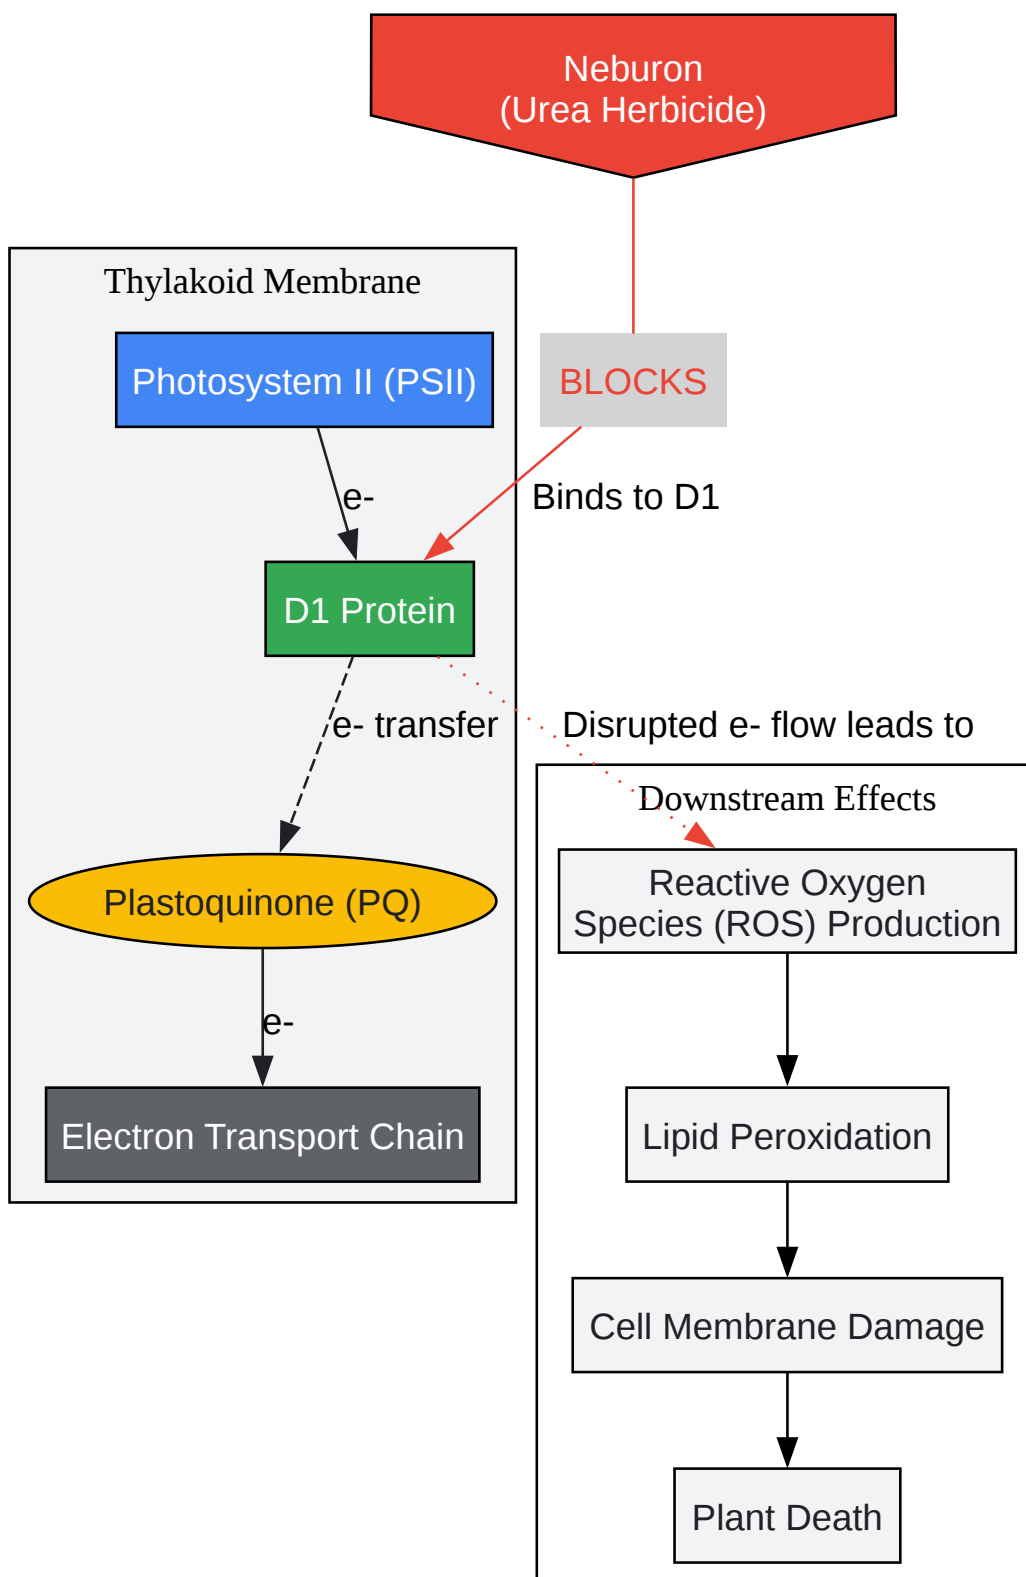 Neburon
(Urea Herbicide)
Thylakoid Membrane
Photosystem II (PSII)
BLOCKS
e-
Binds to D1
D1 Protein
e- transfer
Disrupted e- flow leads to
Downstream Effects
Plastoquinone (PQ)
Reactive Oxygen
Species (ROS) Production
e-
Electron Transport Chain
Lipid Peroxidation
Cell Membrane Damage
Plant Death